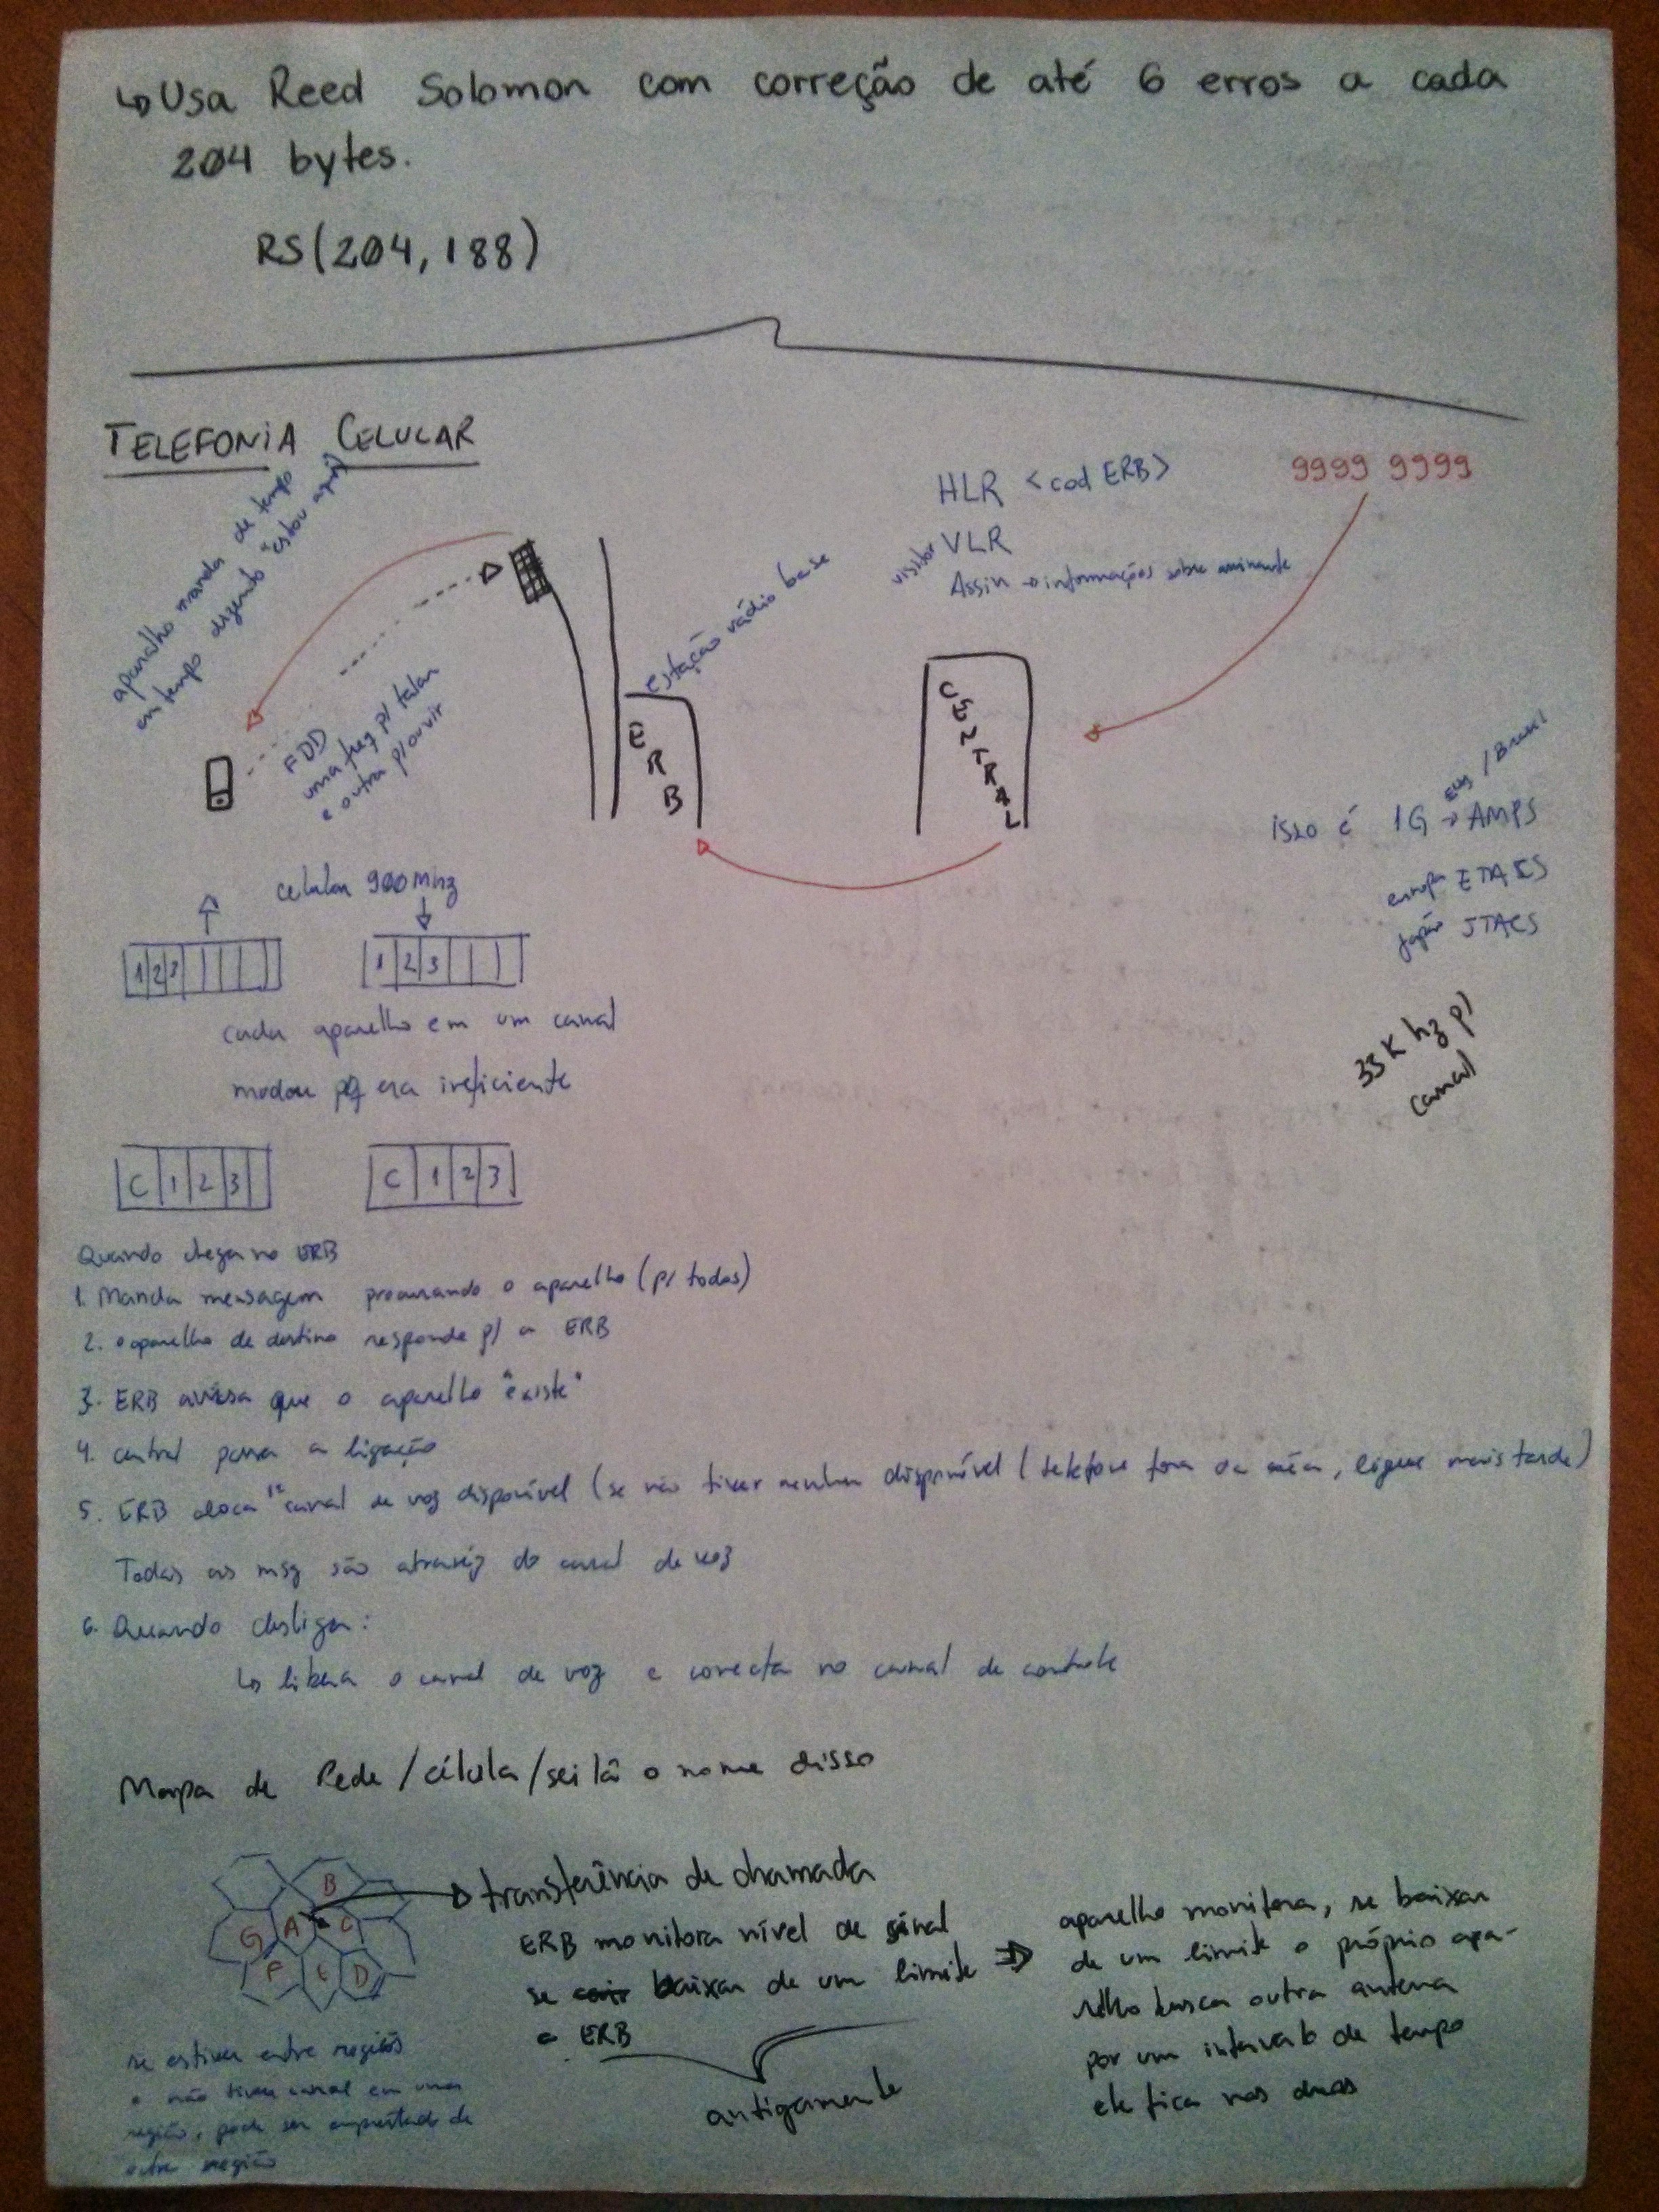 ↳ Usa Reed Solomon com correção de até 6 erros a cada
204 bytes.
RS(204, 188)
TELEFONIA CELULAR
aparelho manda de tempo
em tempo dizendo "estou aqui"
FDD
uma freq p/ falar
e outra p/ ouvir
ERB
estação rádio base
HLR <cod ERB>
visitor VLR
Assin → informações sobre assinante
CENTRAL
9999 9999
isso é 1G → AMPS
EUA / Brasil
europa ETACS
Japão JTACS
33K hz p/
canal
celular 900Mhz
1 2 3
1 2 3
cada aparelho em um canal
mudou pq era ineficiente
C 1 2 3
C 1 2 3
Quando chega no ERB
1. Manda mensagem procurando o aparelho (p/ todos)
2. o aparelho de destino responde p/ a ERB
3. ERB avisa que o aparelho "existe"
4. central passa a ligação
5. ERB aloca 1º canal de voz disponível (se não tiver nenhum disponível (telefone fora da área, ligue mais tarde)
Todas as msg são atravéz do canal de voz
6. Quando desliga:
↳ libera o canal de voz e conecta no canal de controle
Mapa de Rede/célula/sei lá o nome disso
B
G A C
F E D
→ transferência de chamada
ERB monitora nível de sinal
se baixar de um limite ⇒
a ERB
antigamente
aparelho monitora, se baixar
de um limite o próprio apa-
relho busca outra antena
por um intervalo de tempo
ele fica nas duas
se estiver entre regiões
e não tiver canal em uma
região, pode ser emprestado de
outra região